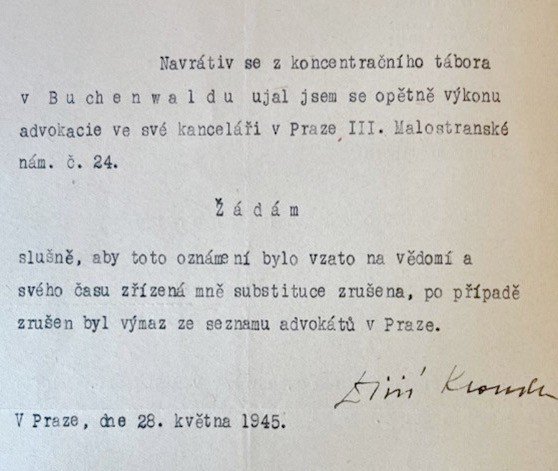 Navrátiv se z koncentračního tábora
v Buchenwaldu ujal jsem se opětně výkonu
advokacie ve své kanceláři v Praze III. Malostranské
nám. č. 24.
Žádám
slušně, aby toto oznámení bylo vzato na vědomí a
svého času zřízená mně substituce zrušena, po případě
zrušen byl výmaz ze seznamu advokátů v Praze.
Jiří
V Praze, dne 28. května 1945.